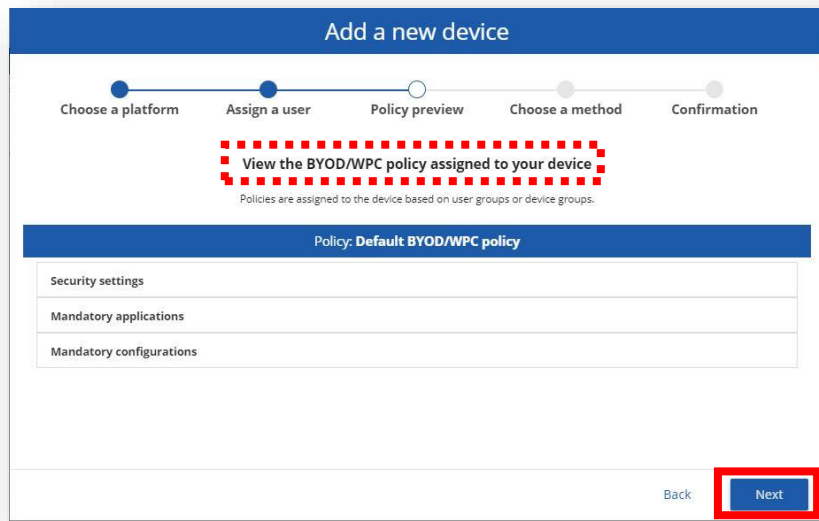 Add a new device
Choose a platform
Assign a user
Policy preview
Choose a method
Confirmation
View the BYOD/WPC policy assigned to your device
Policies are assigned to the device based on user groups or device groups.
Policy: Default BYOD/WPC policy
Security settings
Mandatory applications
Mandatory configurations
Back
Next